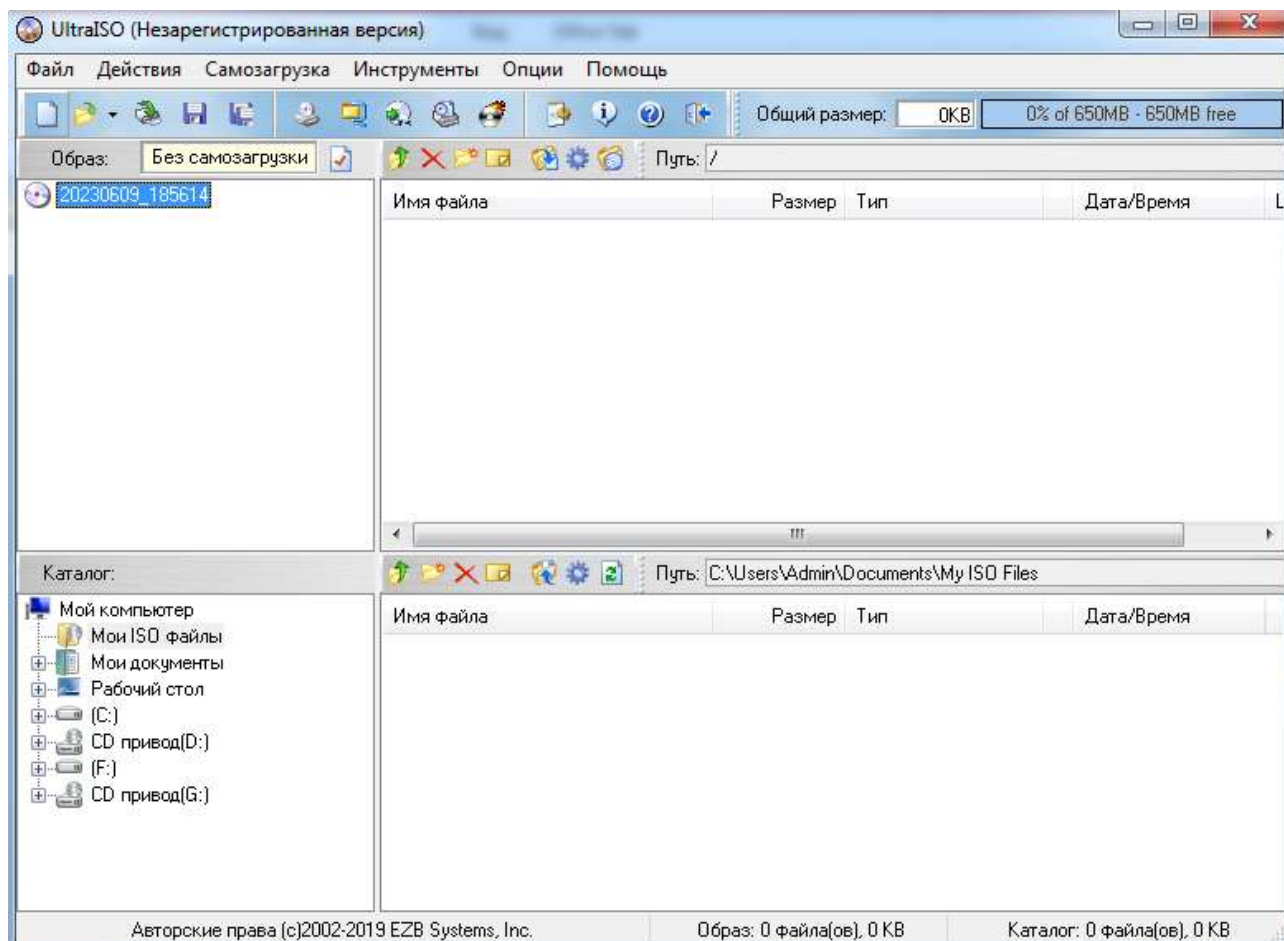 UltraISO (Незарегистрированная версия)
Файл Действия Самозагрузка Инструменты Опции Помощь
Общий размер: 0KB 0% of 650MB - 650MB free
Образ: Без самозагрузки Путь: /
20230609_185614
Имя файла Размер Тип Дата/Время L
Каталог: Путь: C:\Users\Admin\Documents\My ISO Files
Имя файла Размер Тип Дата/Время
Мой компьютер
Мои ISO файлы
Мои документы
Рабочий стол
(C:)
CD привод(D:)
(F:)
CD привод(G:)
Авторские права (c)2002-2019 EZB Systems, Inc. Образ: 0 файла(ов), 0 KB Каталог: 0 файла(ов), 0 KB